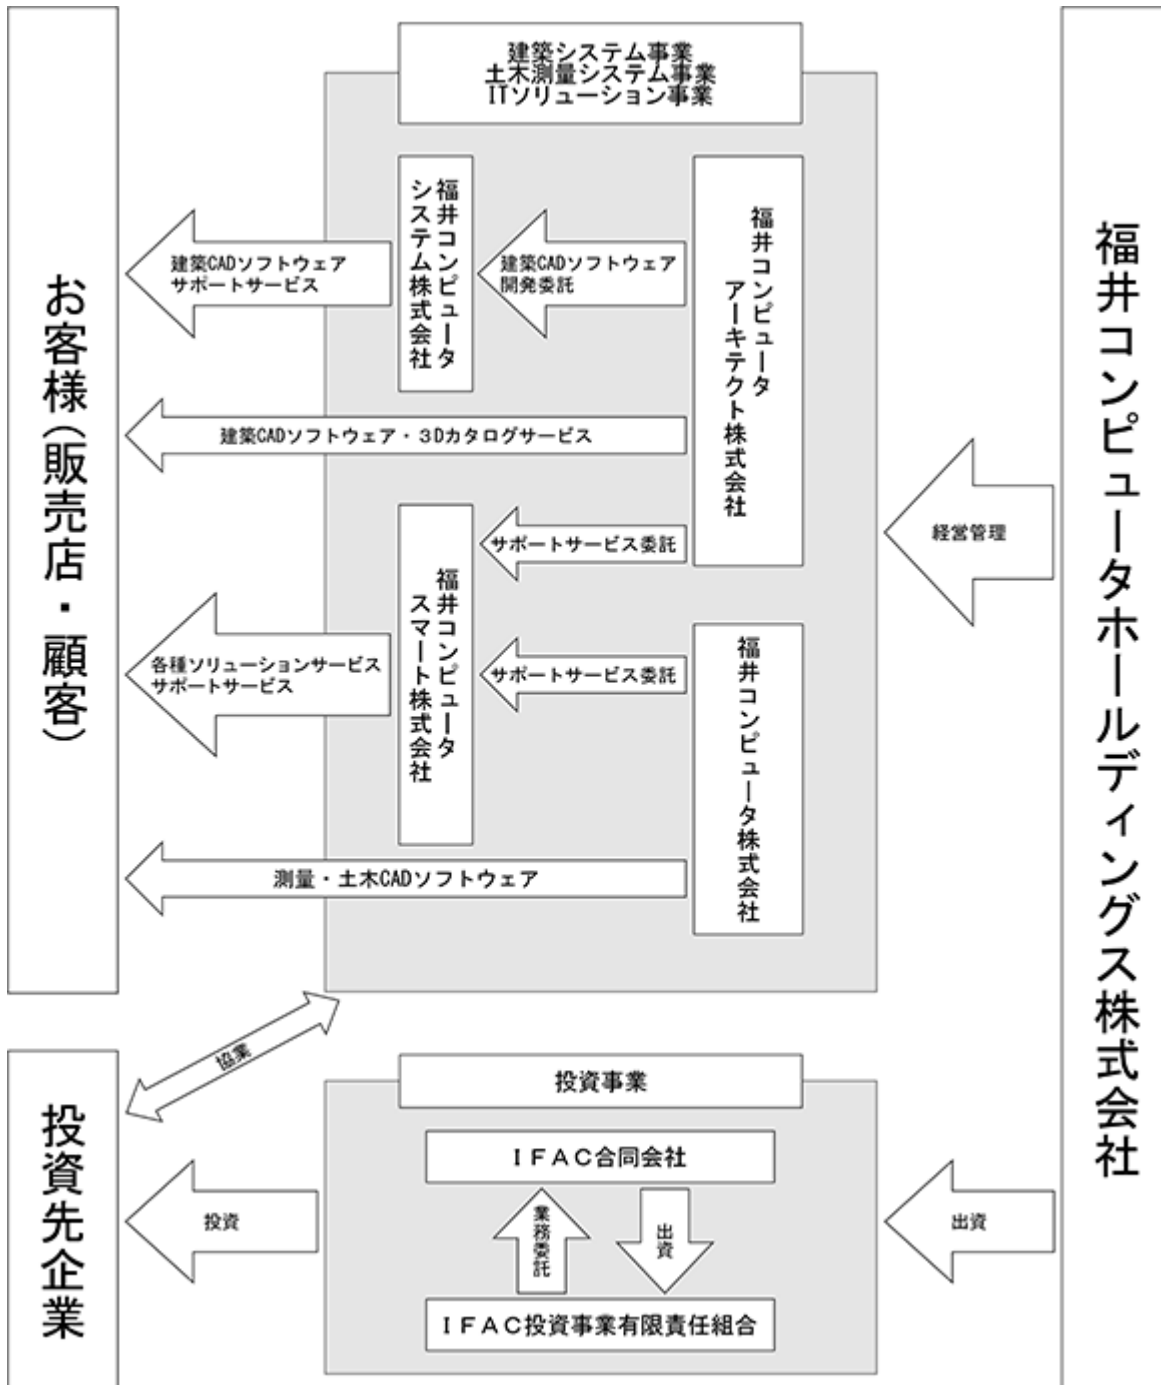 建築システム事業
土木測量システム事業
ITソリューション事業
お客様(販売店・顧客)
建築CADソフトウェア
サポートサービス
福井コンピュータ
システム株式会社
建築CADソフトウェア
開発委託
福井コンピュータ
アーキテクト株式会社
建築CADソフトウェア・3Dカタログサービス
サポートサービス委託
経営管理
福井コンピュータホールディングス株式会社
各種ソリューションサービス
サポートサービス
福井コンピュータ
スマート株式会社
サポートサービス委託
福井コンピュータ株式会社
測量・土木CADソフトウェア
協業
投資先企業
投資
投資事業
IFAC合同会社
業務委託
出資
IFAC投資事業有限責任組合
出資